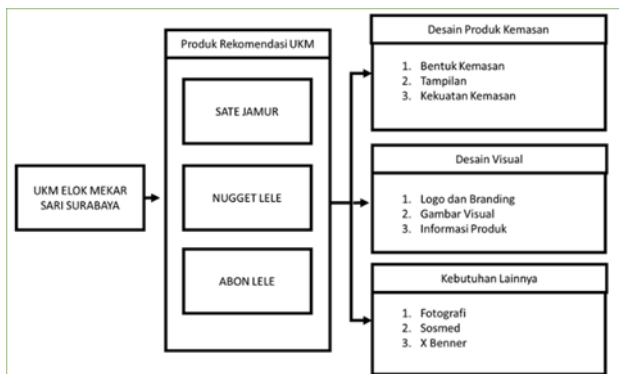 UKM ELOK MEKAR
SARI SURABAYA
Produk Rekomendasi UKM
SATE JAMUR
NUGGET LELE
ABON LELE
Desain Produk Kemasan
1. Bentuk Kemasan
2. Tampilan
3. Kekuatan Kemasan
Desain Visual
1. Logo dan Branding
2. Gambar Visual
3. Informasi Produk
Kebutuhan Lainnya
1. Fotografi
2. Sosmed
3. X Benner